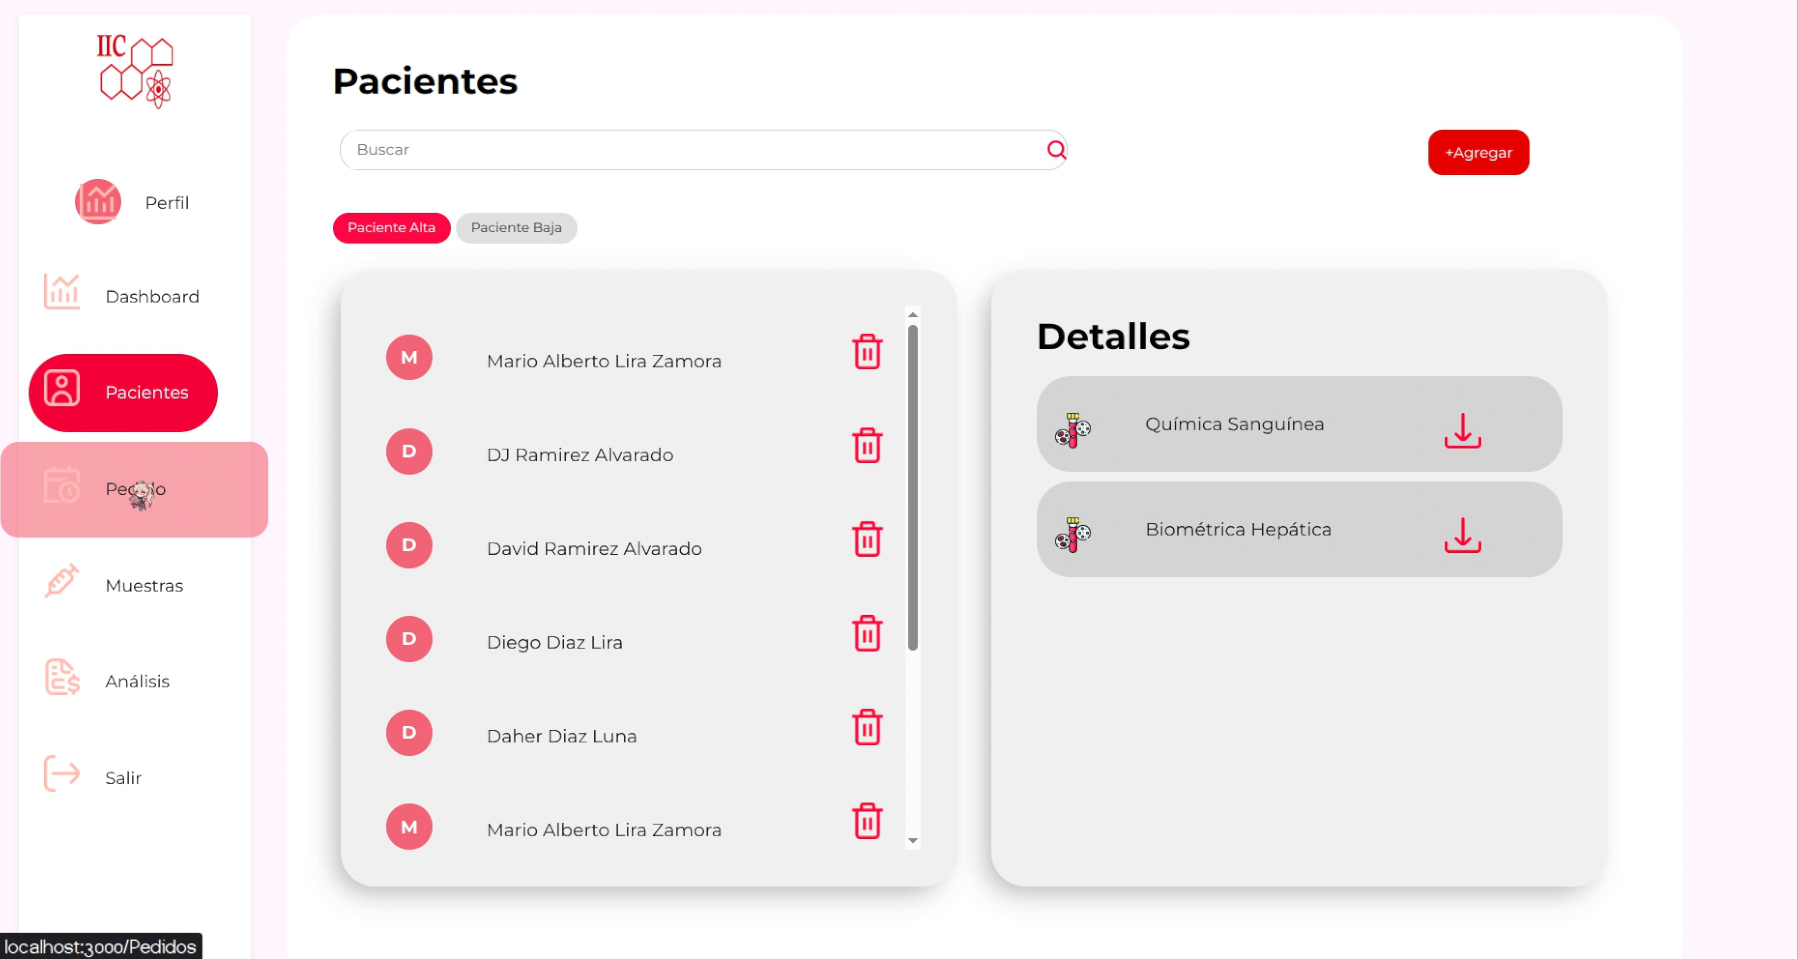 IIC
Perfil
Dashboard
Pacientes
Muestras
Análisis
Salir
localhost:3000/Pedidos
Pacientes
Buscar
+Agregar
Paciente Alta
Paciente Baja
M
Mario Alberto Lira Zamora
D
DJ Ramirez Alvarado
D
David Ramirez Alvarado
D
Diego Diaz Lira
D
Daher Diaz Luna
M
Mario Alberto Lira Zamora
Detalles
Química Sanguínea
Biométrica Hepática